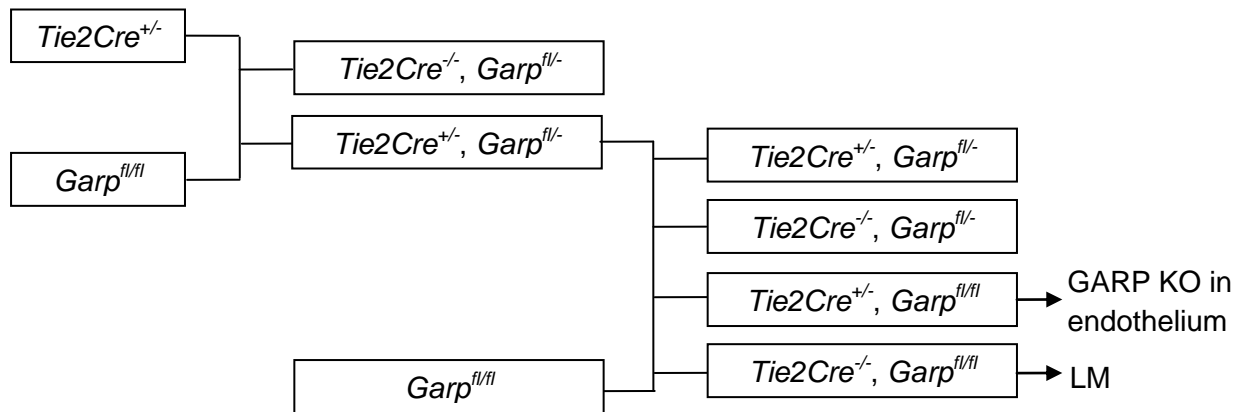 Tie2Cre+/-
Tie2Cre-/-, Garpfl/-
Tie2Cre+/-, Garpfl/-
Garpfl/fl
Tie2Cre+/-, Garpfl/-
Tie2Cre-/-, Garpfl/-
Tie2Cre+/-, Garpfl/fl
GARP KO in
endothelium
Garpfl/fl
Tie2Cre-/-, Garpfl/fl
LM